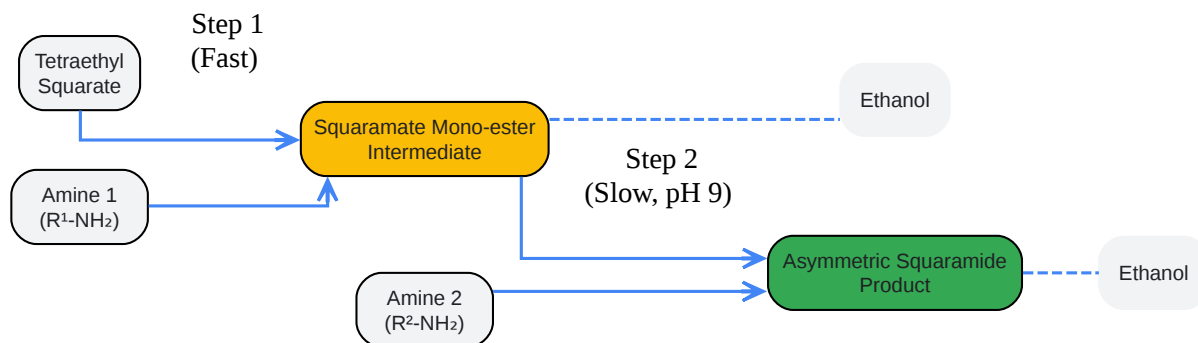 Step 1
(Fast)
Tetraethyl
Squarate
Ethanol
Squaramate Mono-ester
Intermediate
Step 2
(Slow, pH 9)
Amine 1
(R¹-NH₂)
Asymmetric Squaramide
Product
Ethanol
Amine 2
(R²-NH₂)